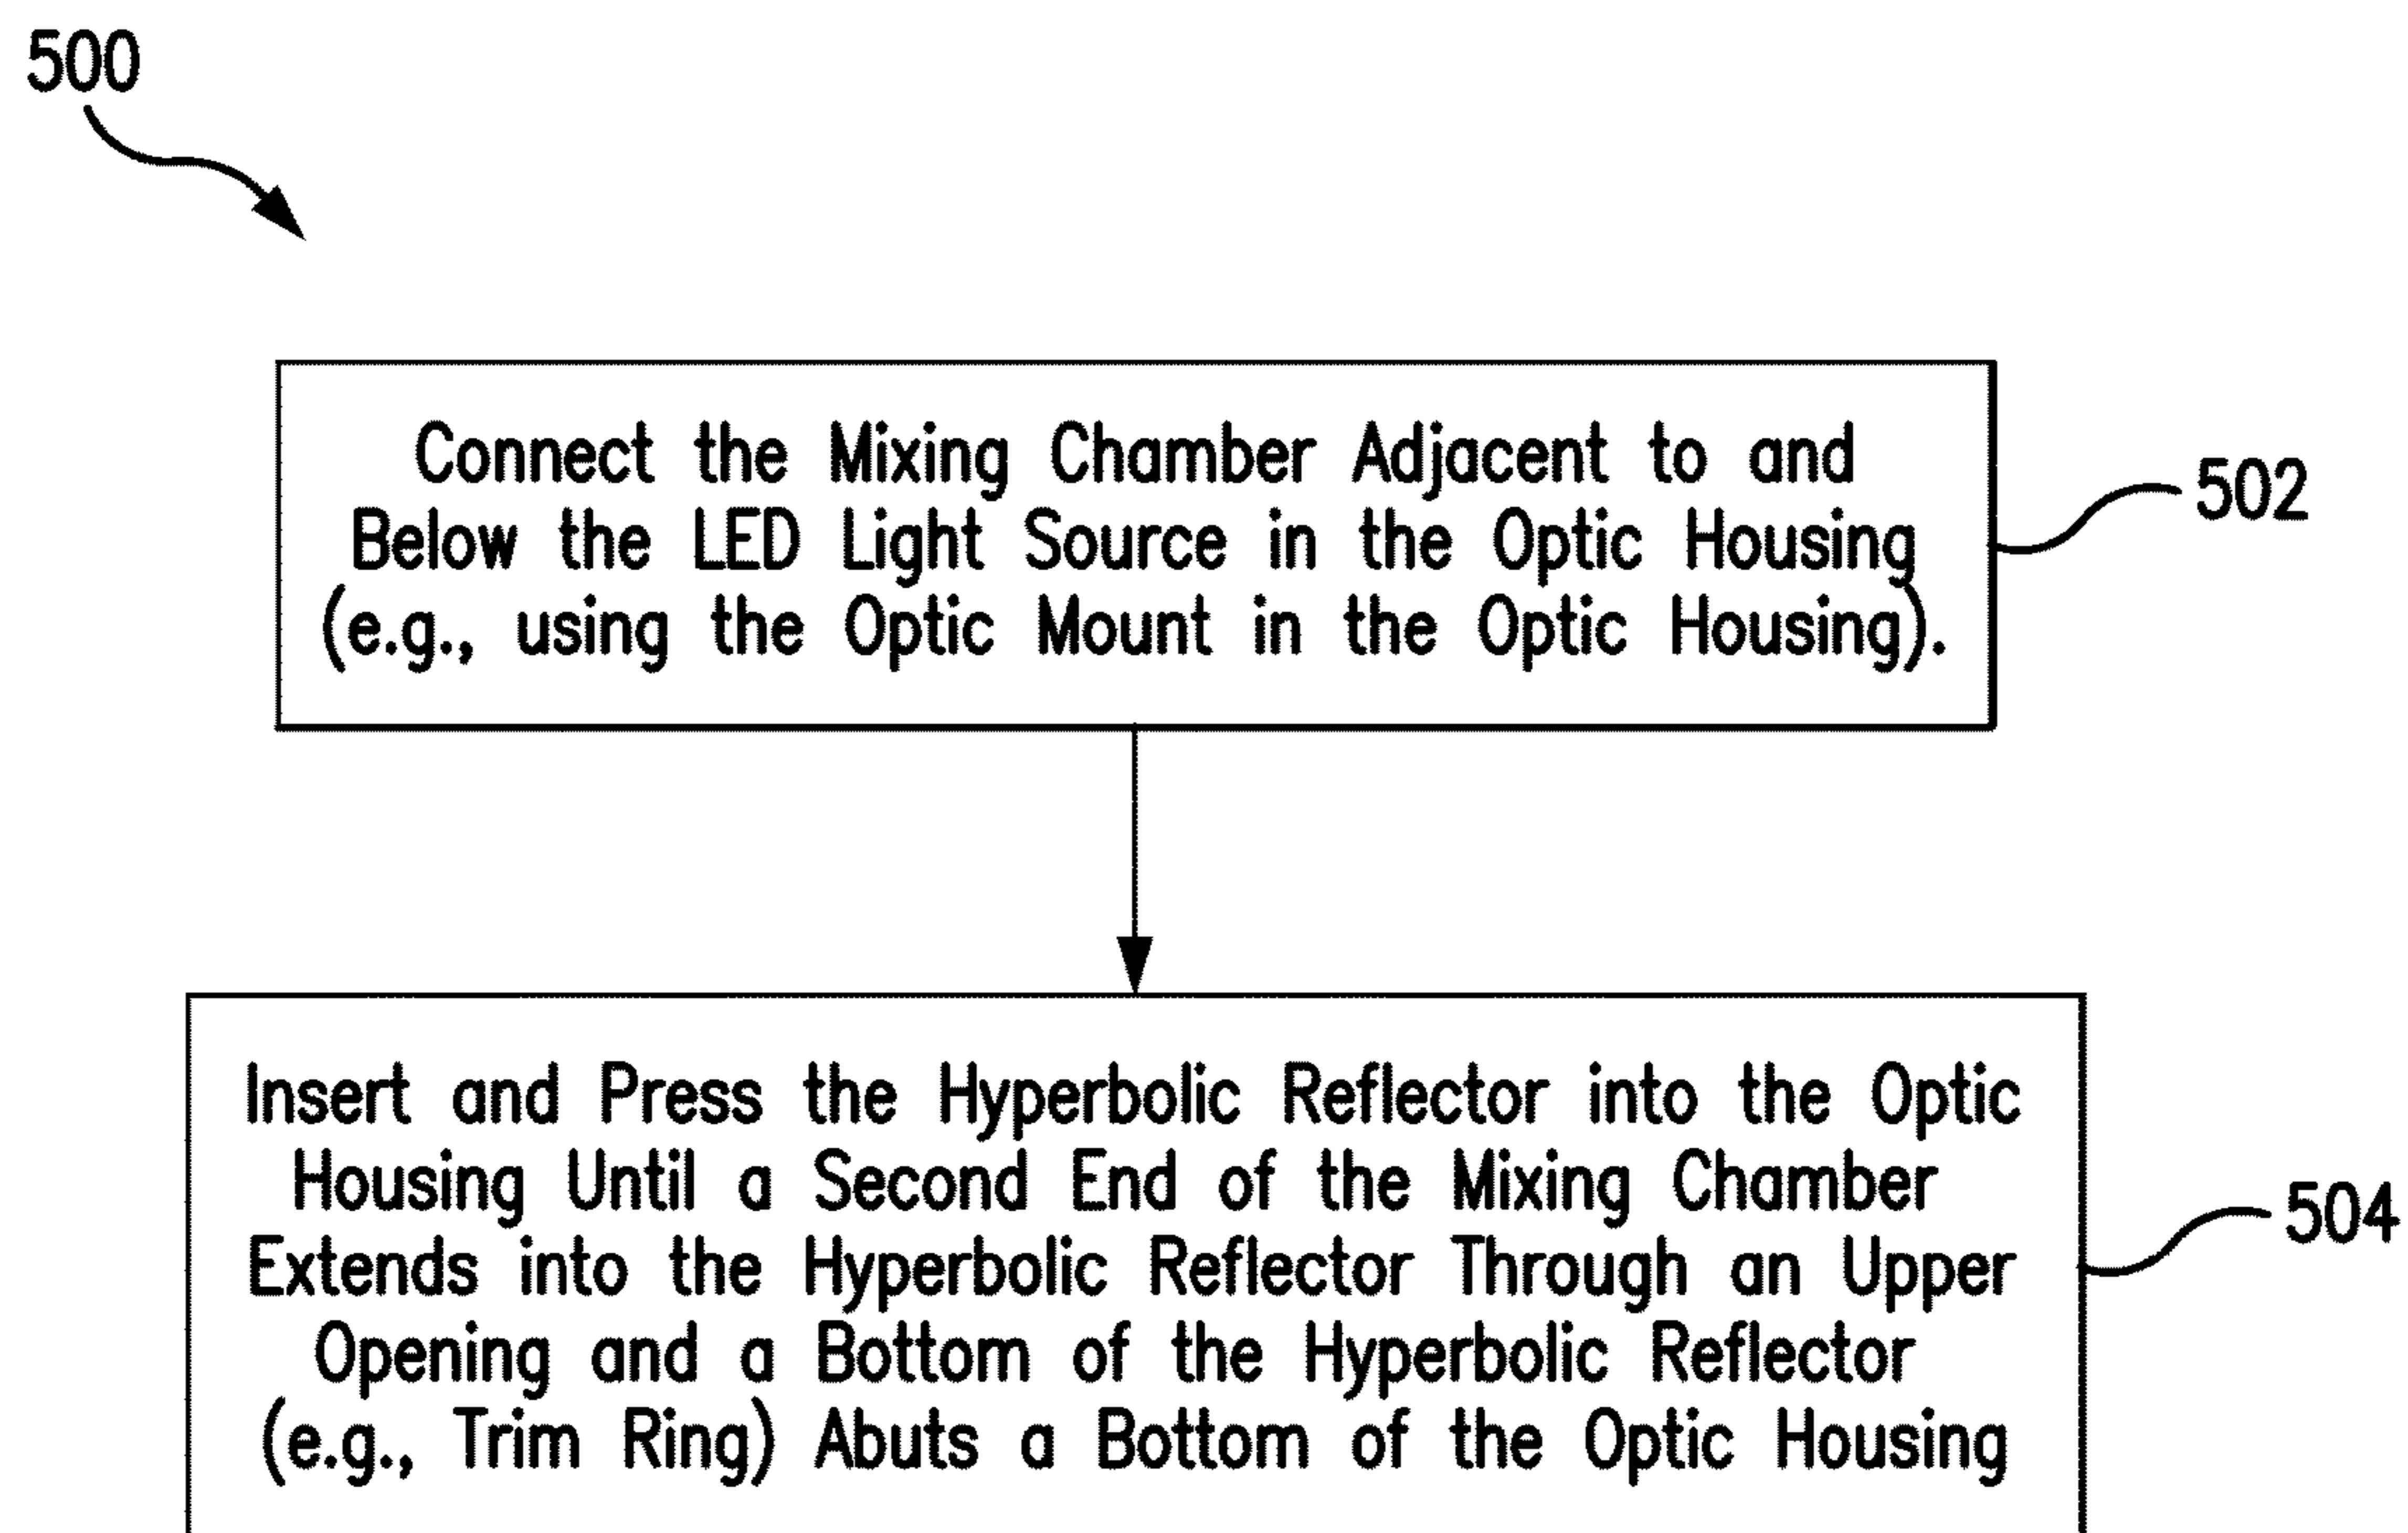 500
Connect the Mixing Chamber Adjacent to and
Below the LED Light Source in the Optic Housing
(e.g., using the Optic Mount in the Optic Housing).
502
Insert and Press the Hyperbolic Reflector into the Optic
Housing Until a Second End of the Mixing Chamber
Extends into the Hyperbolic Reflector Through an Upper
Opening and a Bottom of the Hyperbolic Reflector
(e.g., Trim Ring) Abuts a Bottom of the Optic Housing
504